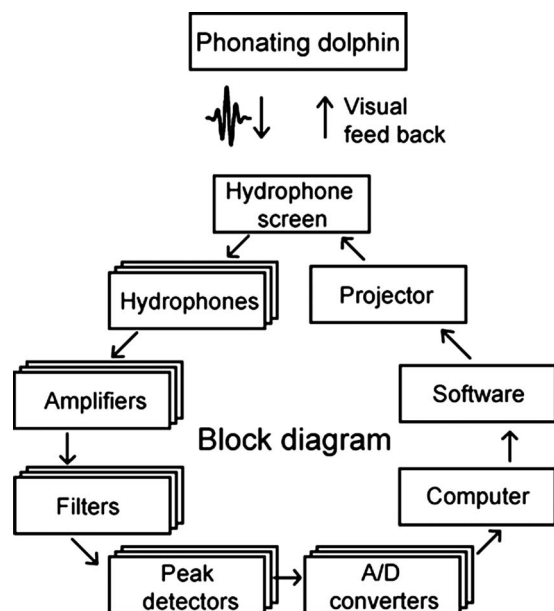 Phonating dolphin
Visual
feed back
Hydrophone
screen
Hydrophones
Projector
Amplifiers
Software
Block diagram
Filters
Computer
Peak
detectors
A/D
converters